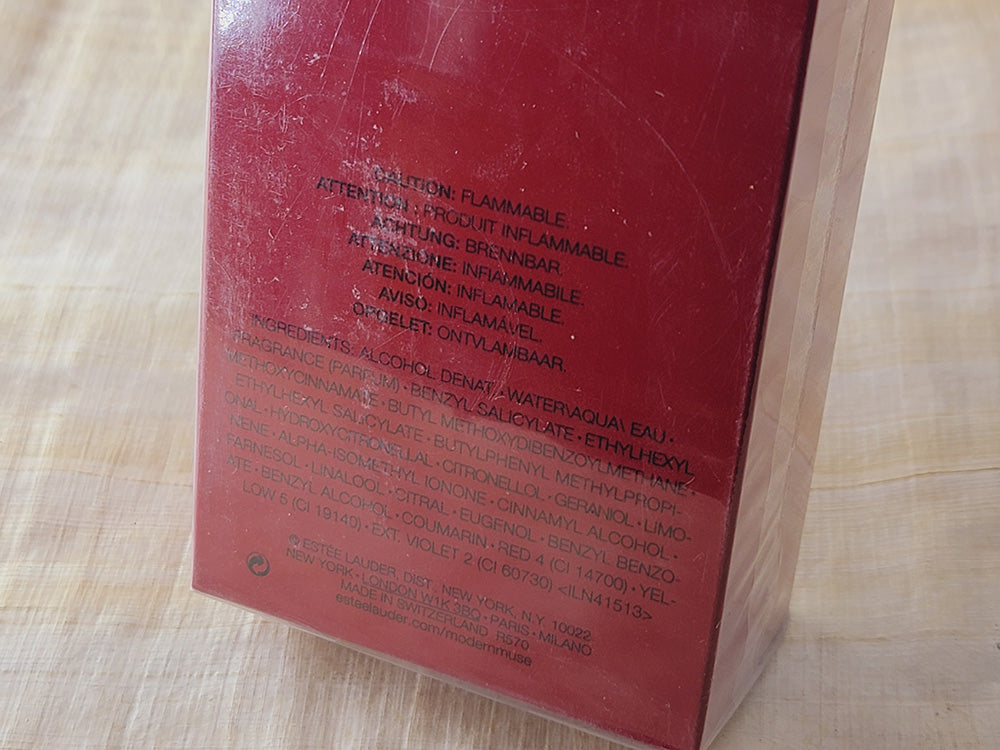 CAUTION: FLAMMABLE.
ATTENTION : PRODUIT INFLAMMABLE.
ACHTUNG: BRENNBAR.
ATTENZIONE: INFIAMMABILE.
ATENCIÓN: INFLAMABLE.
AVISO: INFLAMÁVEL.
OPGELET: ONTVLAMBAAR.
INGREDIENTS: ALCOHOL DENAT. • WATER\AQUA\ EAU •
FRAGRANCE (PARFUM) • BENZYL SALICYLATE • ETHYLHEXYL
METHOXYCINNAMATE • BUTYL METHOXYDIBENZOYLMETHANE •
ETHYLHEXYL SALICYLATE • BUTYLPHENYL METHYLPROPI-
ONAL • HYDROXYCITRONELLAL • CITRONELLOL • GERANIOL • LIMO-
NENE • ALPHA-ISOMETHYL IONONE • CINNAMYL ALCOHOL •
FARNESOL • LINALOOL • CITRAL • EUGENOL • BENZYL BENZO-
ATE • BENZYL ALCOHOL • COUMARIN • RED 4 (CI 14700) • YEL-
LOW 5 (CI 19140) • EXT. VIOLET 2 (CI 60730) <ILN41513>
© ESTÉE LAUDER, DIST. NEW YORK, N.Y. 10022
NEW YORK • LONDON W1K 3BQ • PARIS • MILANO
MADE IN SWITZERLAND R570
esteelauder.com/modernmuse